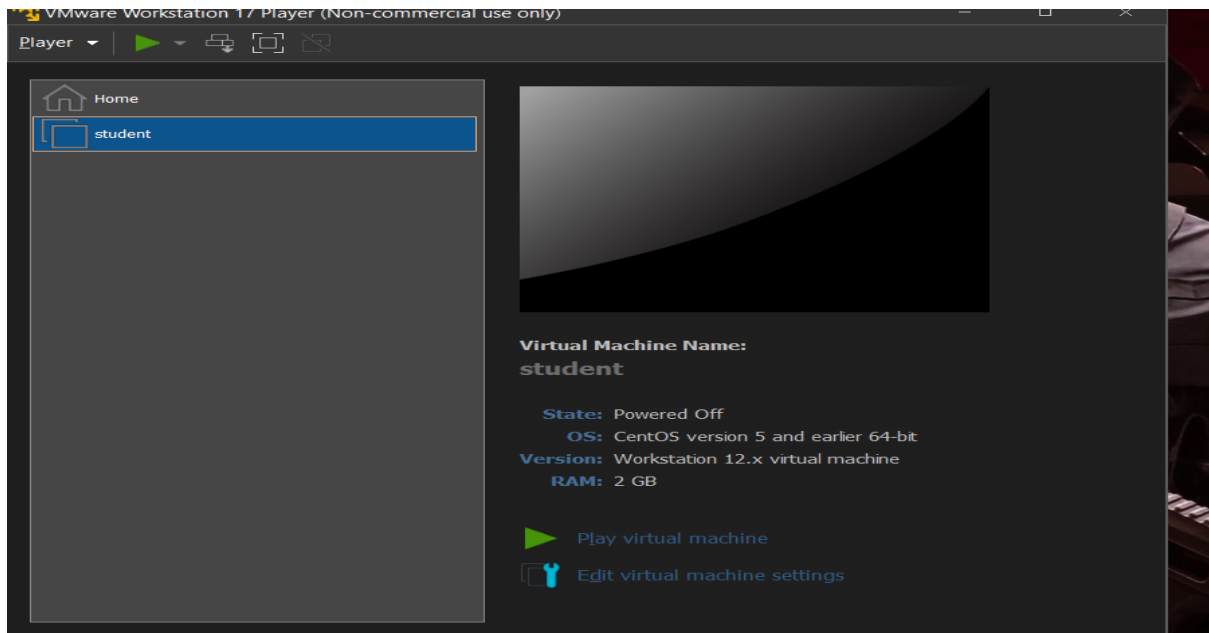 VMware Workstation 17 Player (Non-commercial use only)
Player
Home
student
Virtual Machine Name:
student
State: Powered Off
OS: CentOS version 5 and earlier 64-bit
Version: Workstation 12.x virtual machine
RAM: 2 GB
Play virtual machine
Edit virtual machine settings